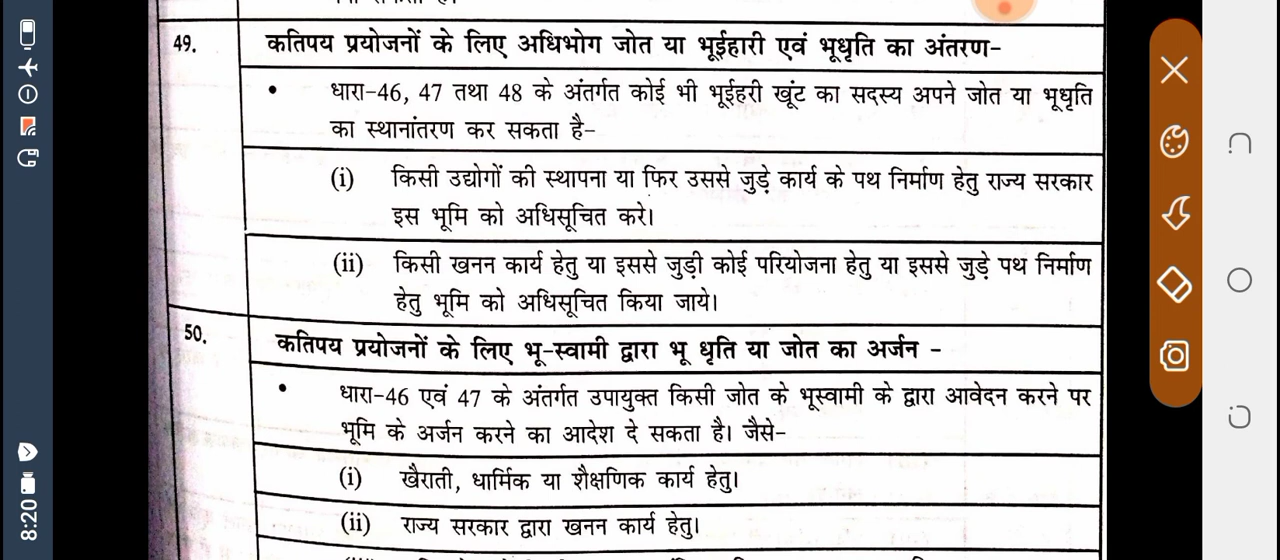 49. कतिपय प्रयोजनों के लिए अधिभोग जोत या भूईहारी एवं भूधृति का अंतरण-
• धारा-46, 47 तथा 48 के अंतर्गत कोई भी भूईहरी खूंट का सदस्य अपने जोत या भूधृति
का स्थानांतरण कर सकता है-
(i) किसी उद्योगों की स्थापना या फिर उससे जुड़े कार्य के पथ निर्माण हेतु राज्य सरकार
इस भूमि को अधिसूचित करे।
(ii) किसी खनन कार्य हेतु या इससे जुड़ी कोई परियोजना हेतु या इससे जुड़े पथ निर्माण
हेतु भूमि को अधिसूचित किया जाये।
50. कतिपय प्रयोजनों के लिए भू-स्वामी द्वारा भू धृति या जोत का अर्जन -
• धारा-46 एवं 47 के अंतर्गत उपायुक्त किसी जोत के भूस्वामी के द्वारा आवेदन करने पर
भूमि के अर्जन करने का आदेश दे सकता है। जैसे-
(i) खैराती, धार्मिक या शैक्षणिक कार्य हेतु।
(ii) राज्य सरकार द्वारा खनन कार्य हेतु।
8:20